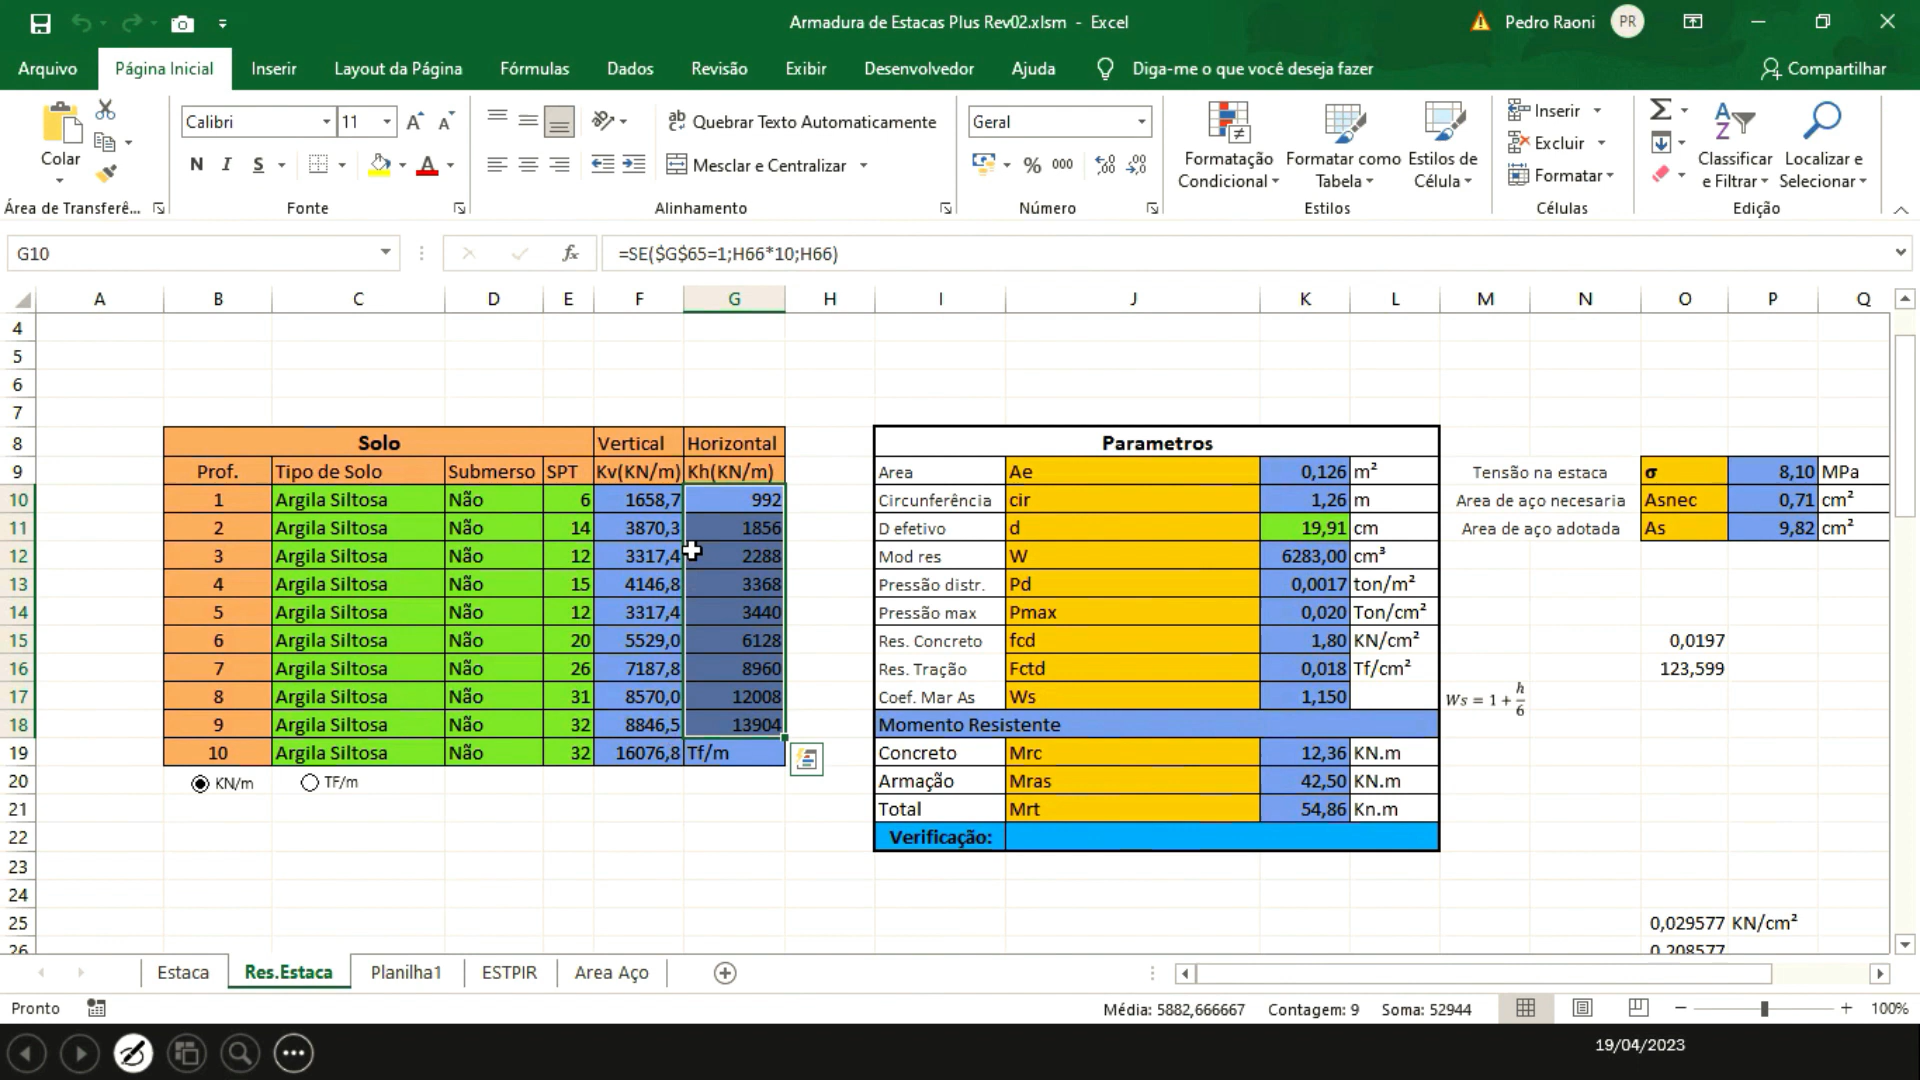 Armadura de Estacas Plus Rev02.xlsm - Excel
Pedro Raoni PR
Arquivo Página Inicial Inserir Layout da Página Fórmulas Dados Revisão Exibir Desenvolvedor Ajuda Diga-me o que você deseja fazer Compartilhar
Colar
Calibri 11
N I S
Quebrar Texto Automaticamente
Mesclar e Centralizar
Geral
% 000
Formatação Condicional
Formatar como Tabela
Estilos de Célula
Inserir
Excluir
Formatar
Classificar e Filtrar
Localizar e Selecionar
Área de Transferê... Fonte Alinhamento Número Estilos Células Edição
G10 fx =SE($G$65=1;H66*10;H66)
A B C D E F G H I J K L M N O P Q
4
5
6
7
8 Solo Vertical Horizontal Parametros
9 Prof. Tipo de Solo Submerso SPT Kv(KN/m) Kh(KN/m) Area Ae 0,126 m² Tensão na estaca σ 8,10 MPa
10 1 Argila Siltosa Não 6 1658,7 992 Circunferência cir 1,26 m Area de aço necesaria Asnec 0,71 cm²
11 2 Argila Siltosa Não 14 3870,3 1856 D efetivo d 19,91 cm Area de aço adotada As 9,82 cm²
12 3 Argila Siltosa Não 12 3317,4 2288 Mod res W 6283,00 cm³
13 4 Argila Siltosa Não 15 4146,8 3368 Pressão distr. Pd 0,0017 ton/m²
14 5 Argila Siltosa Não 12 3317,4 3440 Pressão max Pmax 0,020 Ton/cm²
15 6 Argila Siltosa Não 20 5529,0 6128 Res. Concreto fcd 1,80 KN/cm² 0,0197
16 7 Argila Siltosa Não 26 7187,8 8960 Res. Tração Fctd 0,018 Tf/cm² 123,599
17 8 Argila Siltosa Não 31 8570,0 12008 Coef. Mar As Ws 1,150 Ws = 1 + h/6
18 9 Argila Siltosa Não 32 8846,5 13904 Momento Resistente
19 10 Argila Siltosa Não 32 16076,8 Tf/m Concreto Mrc 12,36 KN.m
20 KN/m TF/m Armação Mras 42,50 KN.m
21 Total Mrt 54,86 Kn.m
22 Verificação:
23
24
25 0,029577 KN/cm²
26 0,208577
Estaca Res.Estaca Planilha1 ESTPIR Area Aço
Pronto Média: 5882,666667 Contagem: 9 Soma: 52944 100%
19/04/2023